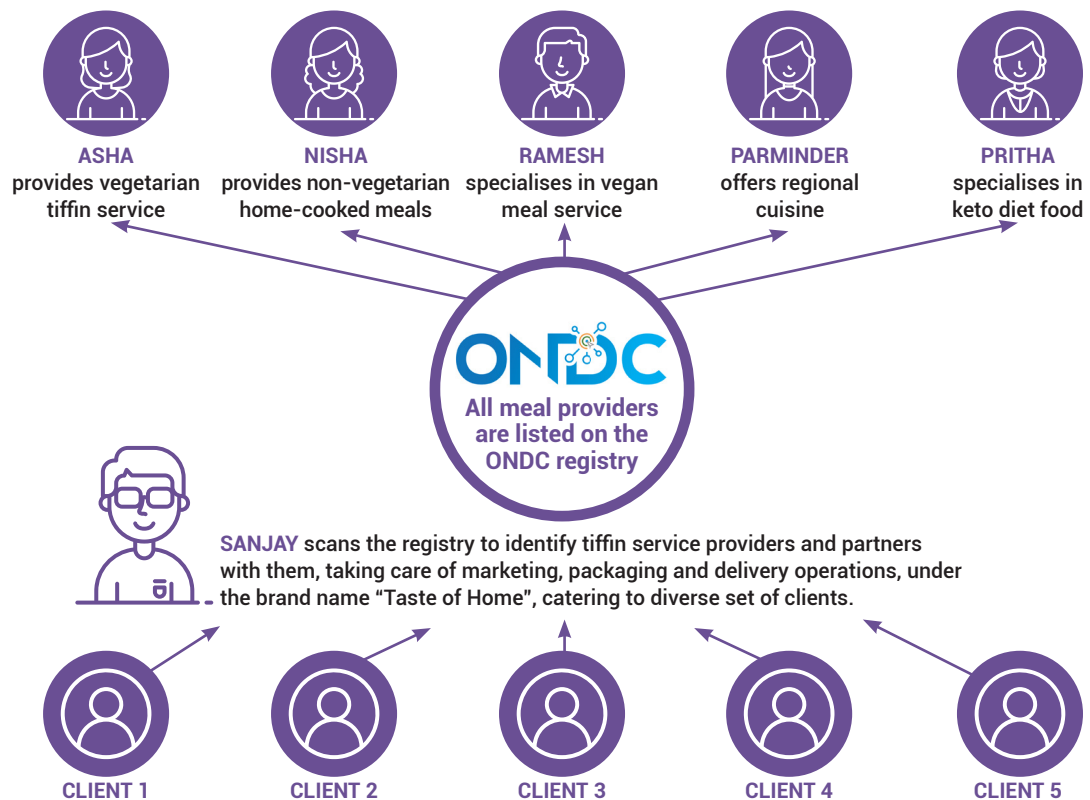 ASHA
provides vegetarian
tiffin service
NISHA
provides non-vegetarian
home-cooked meals
RAMESH
specialises in vegan
meal service
PARMINDER
offers regional
cuisine
PRITHA
specialises in
keto diet food
ONDC
All meal providers
are listed on the
ONDC registry
SANJAY scans the registry to identify tiffin service providers and partners
with them, taking care of marketing, packaging and delivery operations, under
the brand name “Taste of Home”, catering to diverse set of clients.
CLIENT 1
CLIENT 2
CLIENT 3
CLIENT 4
CLIENT 5